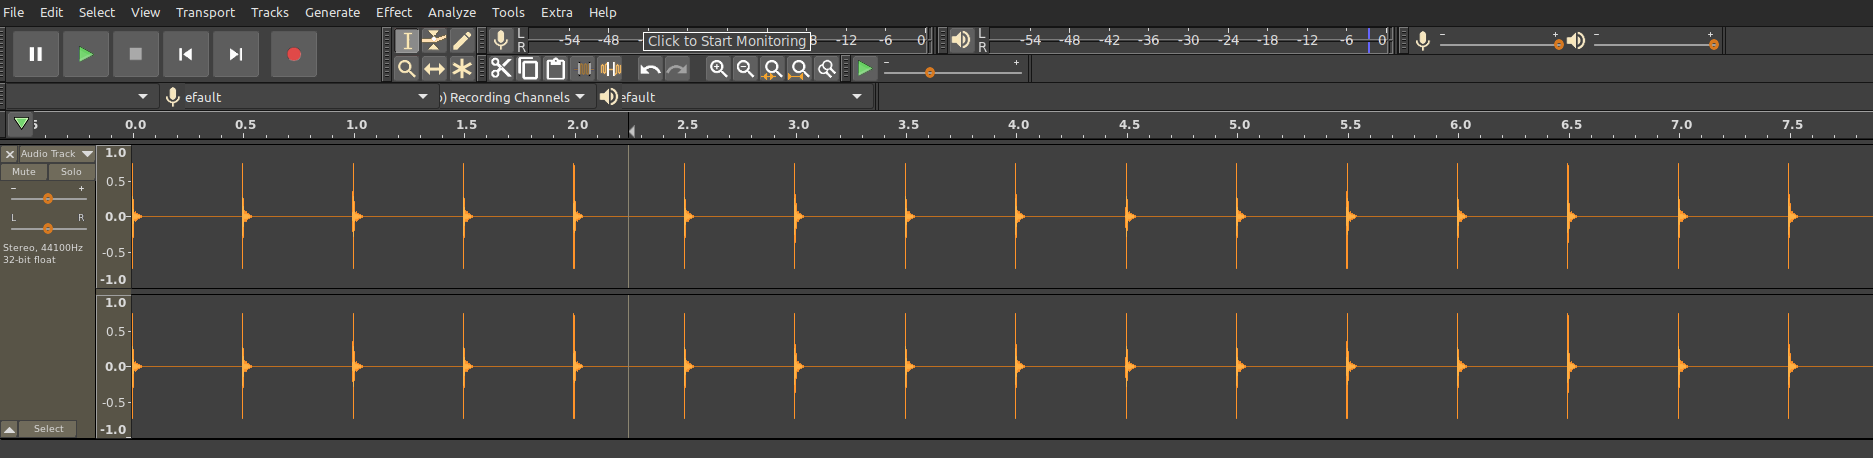 File Edit Select View Transport Tracks Generate Effect Analyze Tools Extra Help
L -54 -48 Click to Start Monitoring 8 -12 -6 0 L -54 -48 -42 -36 -30 -24 -18 -12 -6 0 - + - +
R R
- +
efault ) Recording Channels efault
5 0.0 0.5 1.0 1.5 2.0 2.5 3.0 3.5 4.0 4.5 5.0 5.5 6.0 6.5 7.0 7.5
Audio Track 1.0
Mute Solo
0.5
- +
0.0
L R
Stereo, 44100Hz -0.5
32-bit float
-1.0
1.0
0.5
0.0
-0.5
Select -1.0